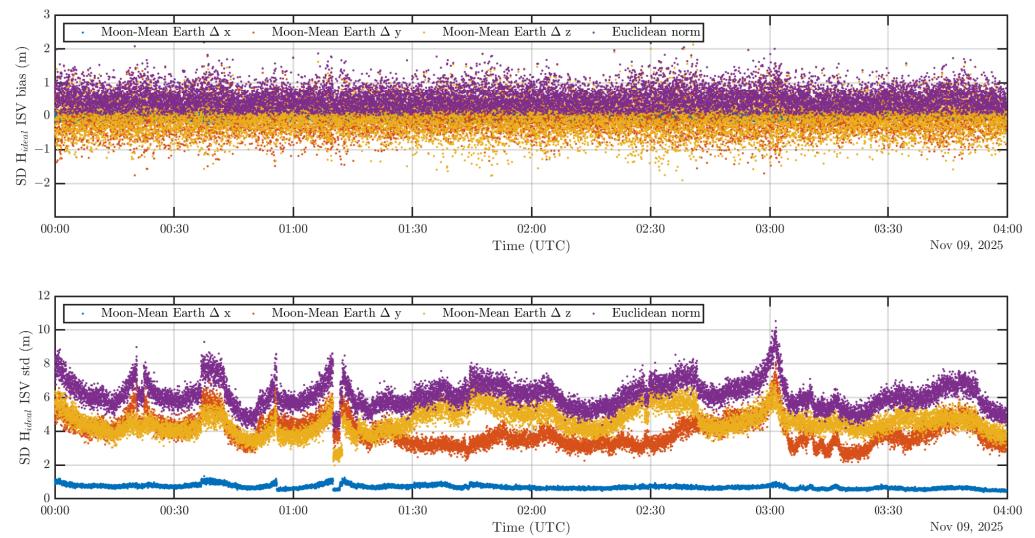 SD H_ideal ISV bias (m)
3
2
1
0
−1
−2
Moon-Mean Earth Δ x Moon-Mean Earth Δ y Moon-Mean Earth Δ z Euclidean norm
00:00 00:30 01:00 01:30 02:00 02:30 03:00 03:30 04:00
Time (UTC)
Nov 09, 2025
SD H_ideal ISV std (m)
12
10
8
6
4
2
0
Moon-Mean Earth Δ x Moon-Mean Earth Δ y Moon-Mean Earth Δ z Euclidean norm
00:00 00:30 01:00 01:30 02:00 02:30 03:00 03:30 04:00
Time (UTC)
Nov 09, 2025